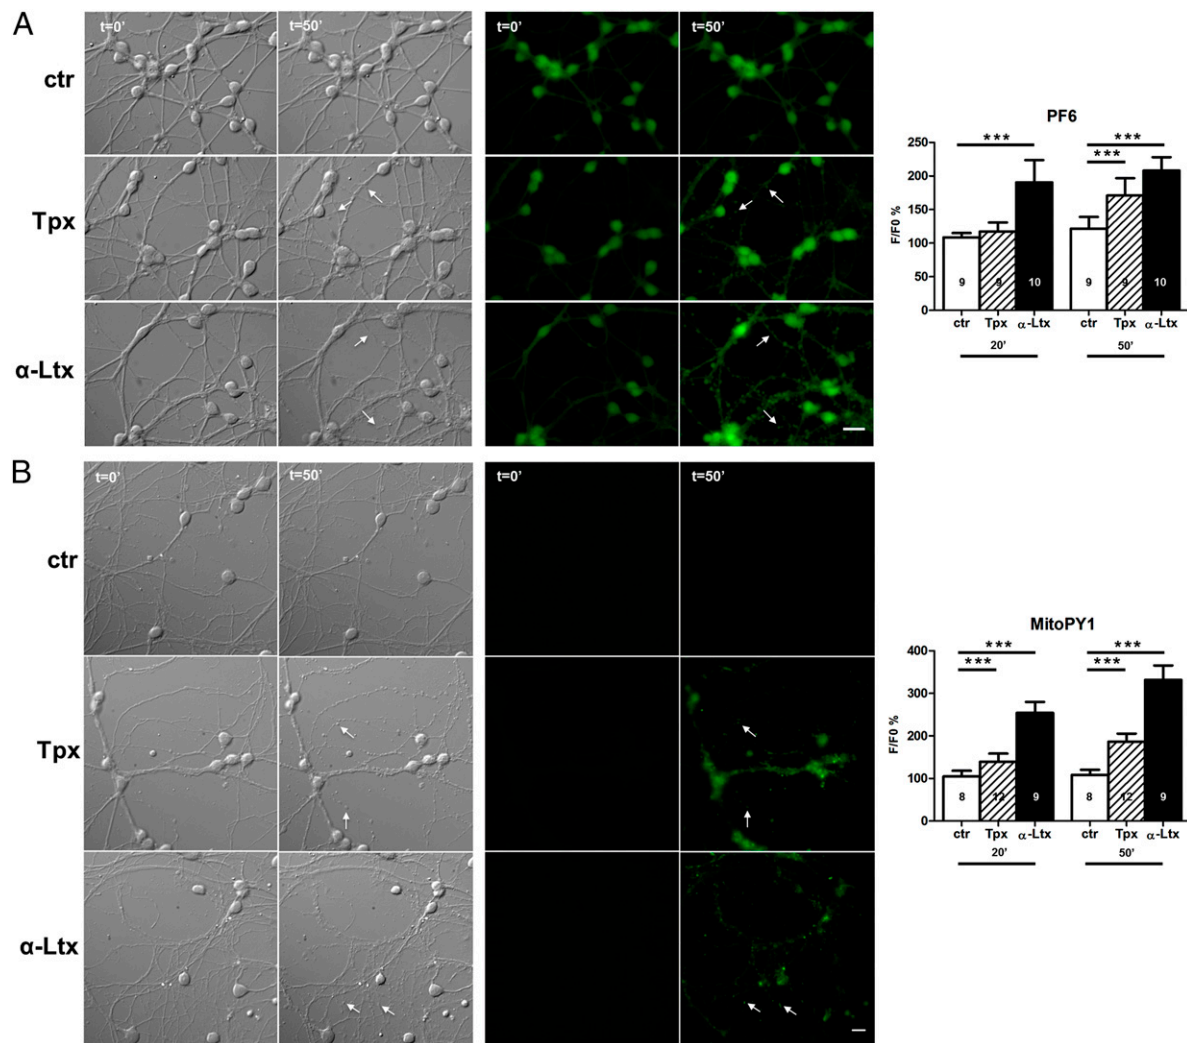 A
t=0'
t=50'
t=0'
t=50'
ctr
Tpx
α-Ltx
PF6
***
***
***
250
200
150
100
50
0
F/F0 %
9
9
10
9
9
10
ctr Tpx α-Ltx ctr Tpx α-Ltx
20' 50'
B
t=0'
t=50'
t=0'
t=50'
ctr
Tpx
α-Ltx
MitoPY1
***
***
***
***
400
300
200
100
0
F/F0 %
8
12
9
8
12
9
ctr Tpx α-Ltx ctr Tpx α-Ltx
20' 50'